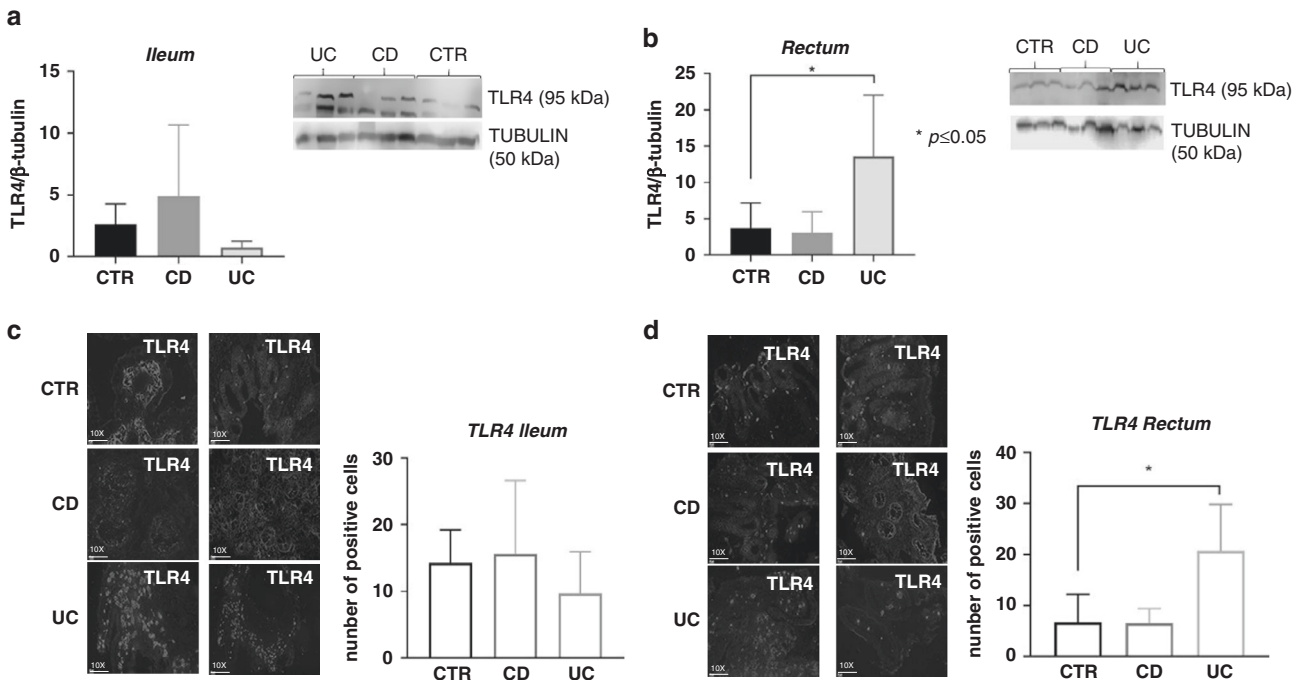 a
Ileum
TLR4/β-tubulin
15
10
5
0
CTR CD UC
UC CD CTR
TLR4 (95 kDa)
TUBULIN
(50 kDa)
b
Rectum
TLR4/β-tubulin
25
20
15
10
5
0
*
CTR CD UC
* p≤0.05
CTR CD UC
TLR4 (95 kDa)
TUBULIN
(50 kDa)
c
CTR
TLR4 TLR4
10X 10X
CD
TLR4 TLR4
10X 10X
UC
TLR4 TLR4
10X 10X
TLR4 Ileum
nunber of positive cells
30
20
10
0
CTR CD UC
d
CTR
TLR4 TLR4
10X 10X
CD
TLR4 TLR4
10X 10X
UC
TLR4 TLR4
10X 10X
TLR4 Rectum
nunber of positive cells
40
30
20
10
0
*
CTR CD UC